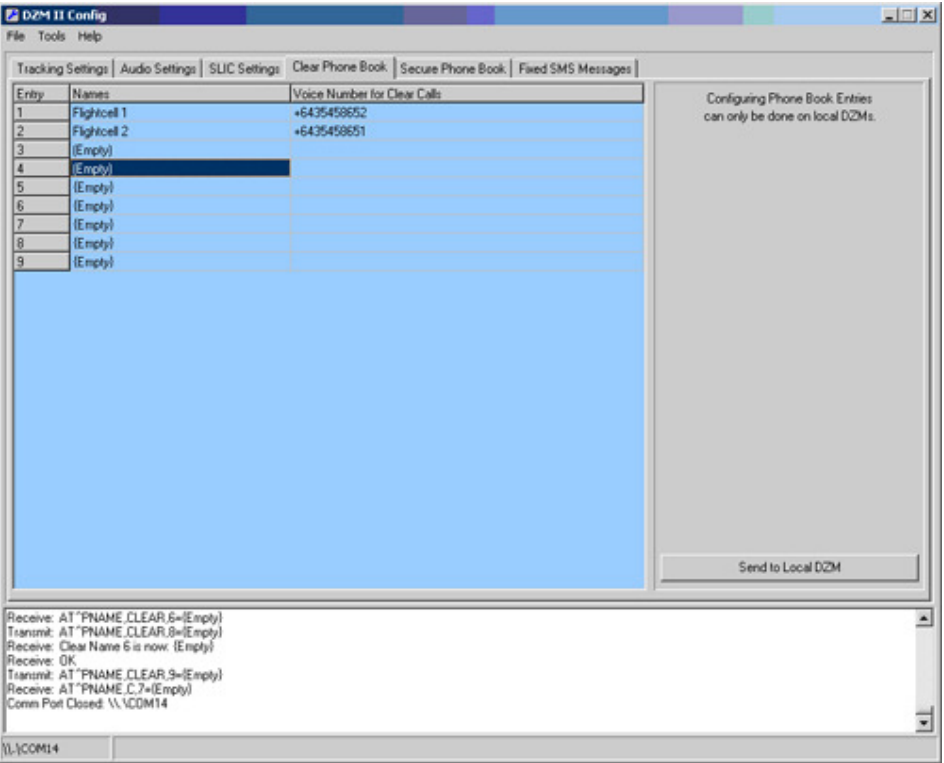 DZM II Config
File Tools Help
Tracking Settings Audio Settings SLIC Settings Clear Phone Book Secure Phone Book Fixed SMS Messages
Entry Names Voice Number for Clear Calls
1 Flightcell 1 +6435458652
2 Flightcell 2 +6435458651
3 {Empty}
4 {Empty}
5 {Empty}
6 {Empty}
7 {Empty}
8 {Empty}
9 {Empty}
Configuring Phone Book Entries
can only be done on local DZMs.
Send to Local DZM
Receive: AT^PNAME,CLEAR,6={Empty}
Transmit: AT^PNAME,CLEAR,8={Empty}
Receive: Clear Name 6 is now: {Empty}
Receive: OK
Transmit: AT^PNAME,CLEAR,9={Empty}
Receive: AT^PNAME,C,7={Empty}
Comm Port Closed: \\.\COM14
\\.\COM14